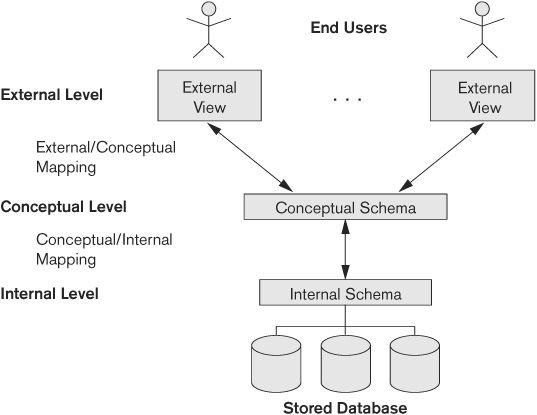 End Users
External Level
External
View
. . .
External
View
External/Conceptual
Mapping
Conceptual Level
Conceptual Schema
Conceptual/Internal
Mapping
Internal Level
Internal Schema
Stored Database